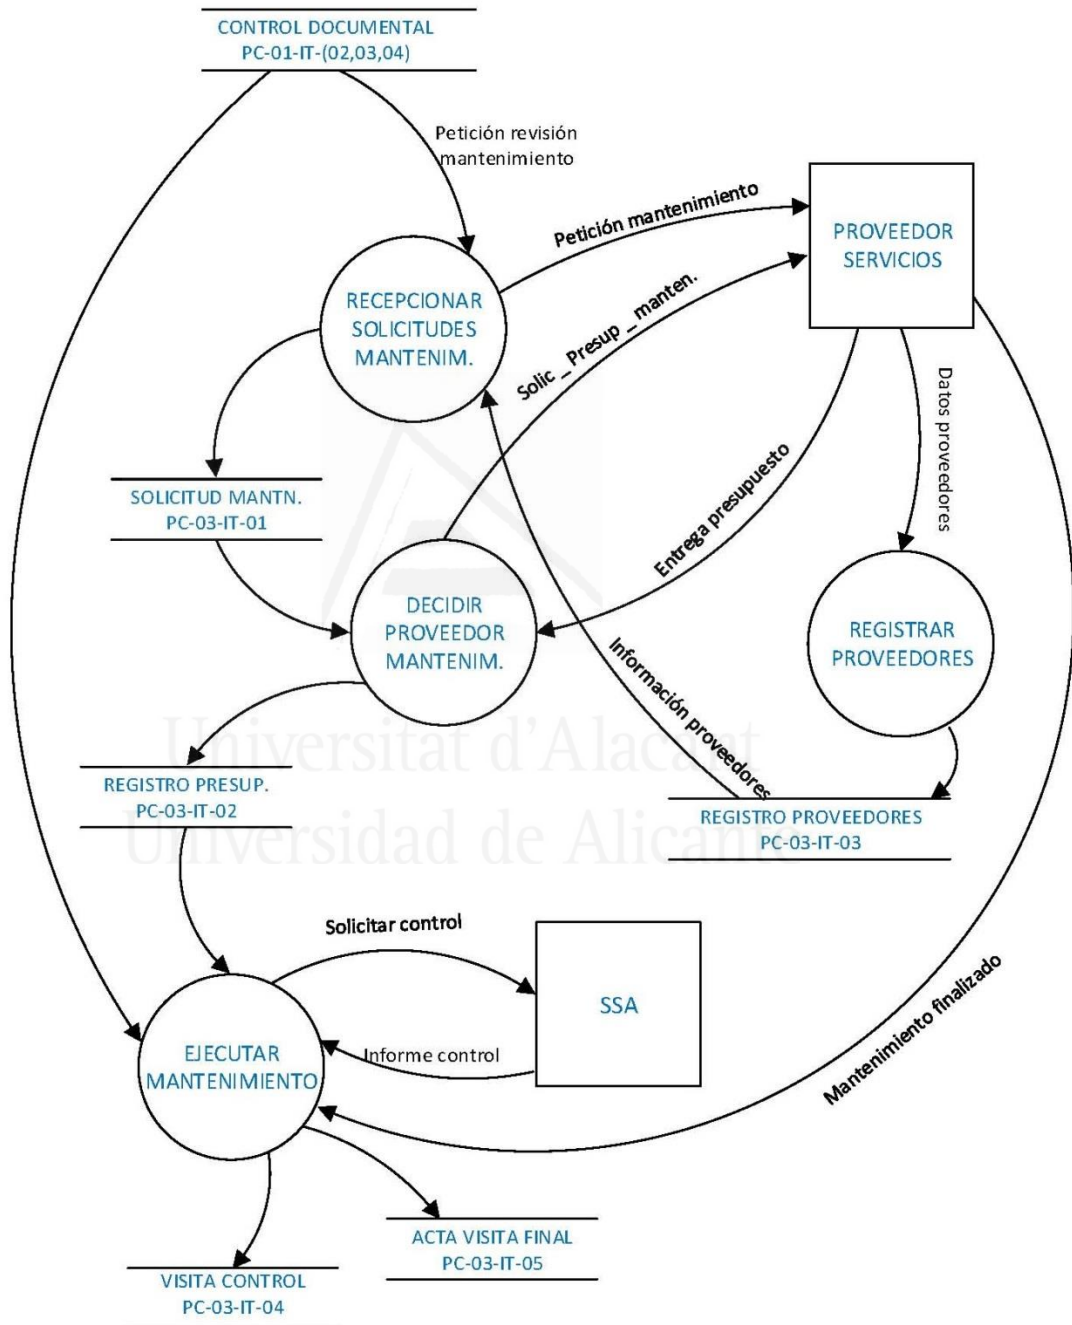 CONTROL DOCUMENTAL
PC-01-IT-(02,03,04)
Petición revisión
mantenimiento
Petición mantenimiento
PROVEEDOR
SERVICIOS
RECEPCIONAR
SOLICITUDES
MANTENIM.
Solic_Presup_manten.
Datos proveedores
Entrega presupuesto
SOLICITUD MANTN.
PC-03-IT-01
DECIDIR
PROVEEDOR
MANTENIM.
REGISTRAR
PROVEEDORES
Información proveedores
Universitat d'Alacant
Universidad de Alicante
REGISTRO PRESUP.
PC-03-IT-02
REGISTRO PROVEEDORES
PC-03-IT-03
Solicitar control
SSA
Informe control
Mantenimiento finalizado
EJECUTAR
MANTENIMIENTO
ACTA VISITA FINAL
PC-03-IT-05
VISITA CONTROL
PC-03-IT-04